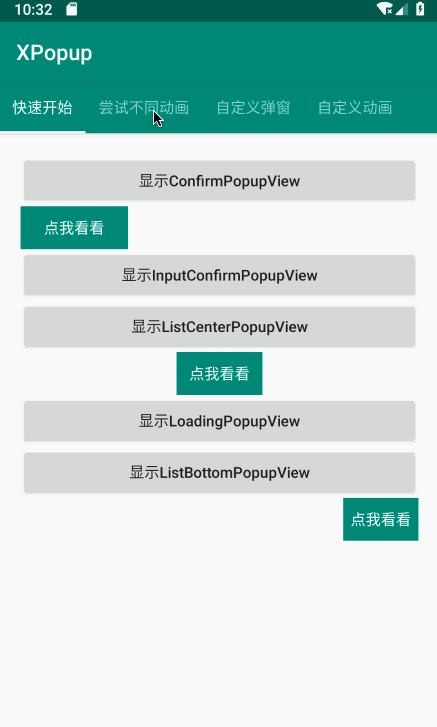 10:32
XPopup
快速开始 尝试不同动画 自定义弹窗 自定义动画
显示ConfirmPopupView
点我看看
显示InputConfirmPopupView
显示ListCenterPopupView
点我看看
显示LoadingPopupView
显示ListBottomPopupView
点我看看